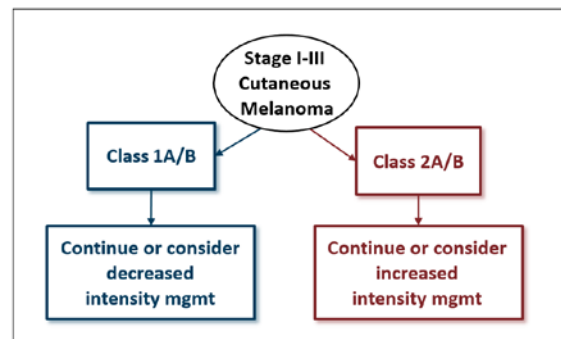 Stage I-III
Cutaneous
Melanoma
Class 1A/B
Class 2A/B
Continue or consider
decreased
intensity mgmt
Continue or consider
increased
intensity mgmt